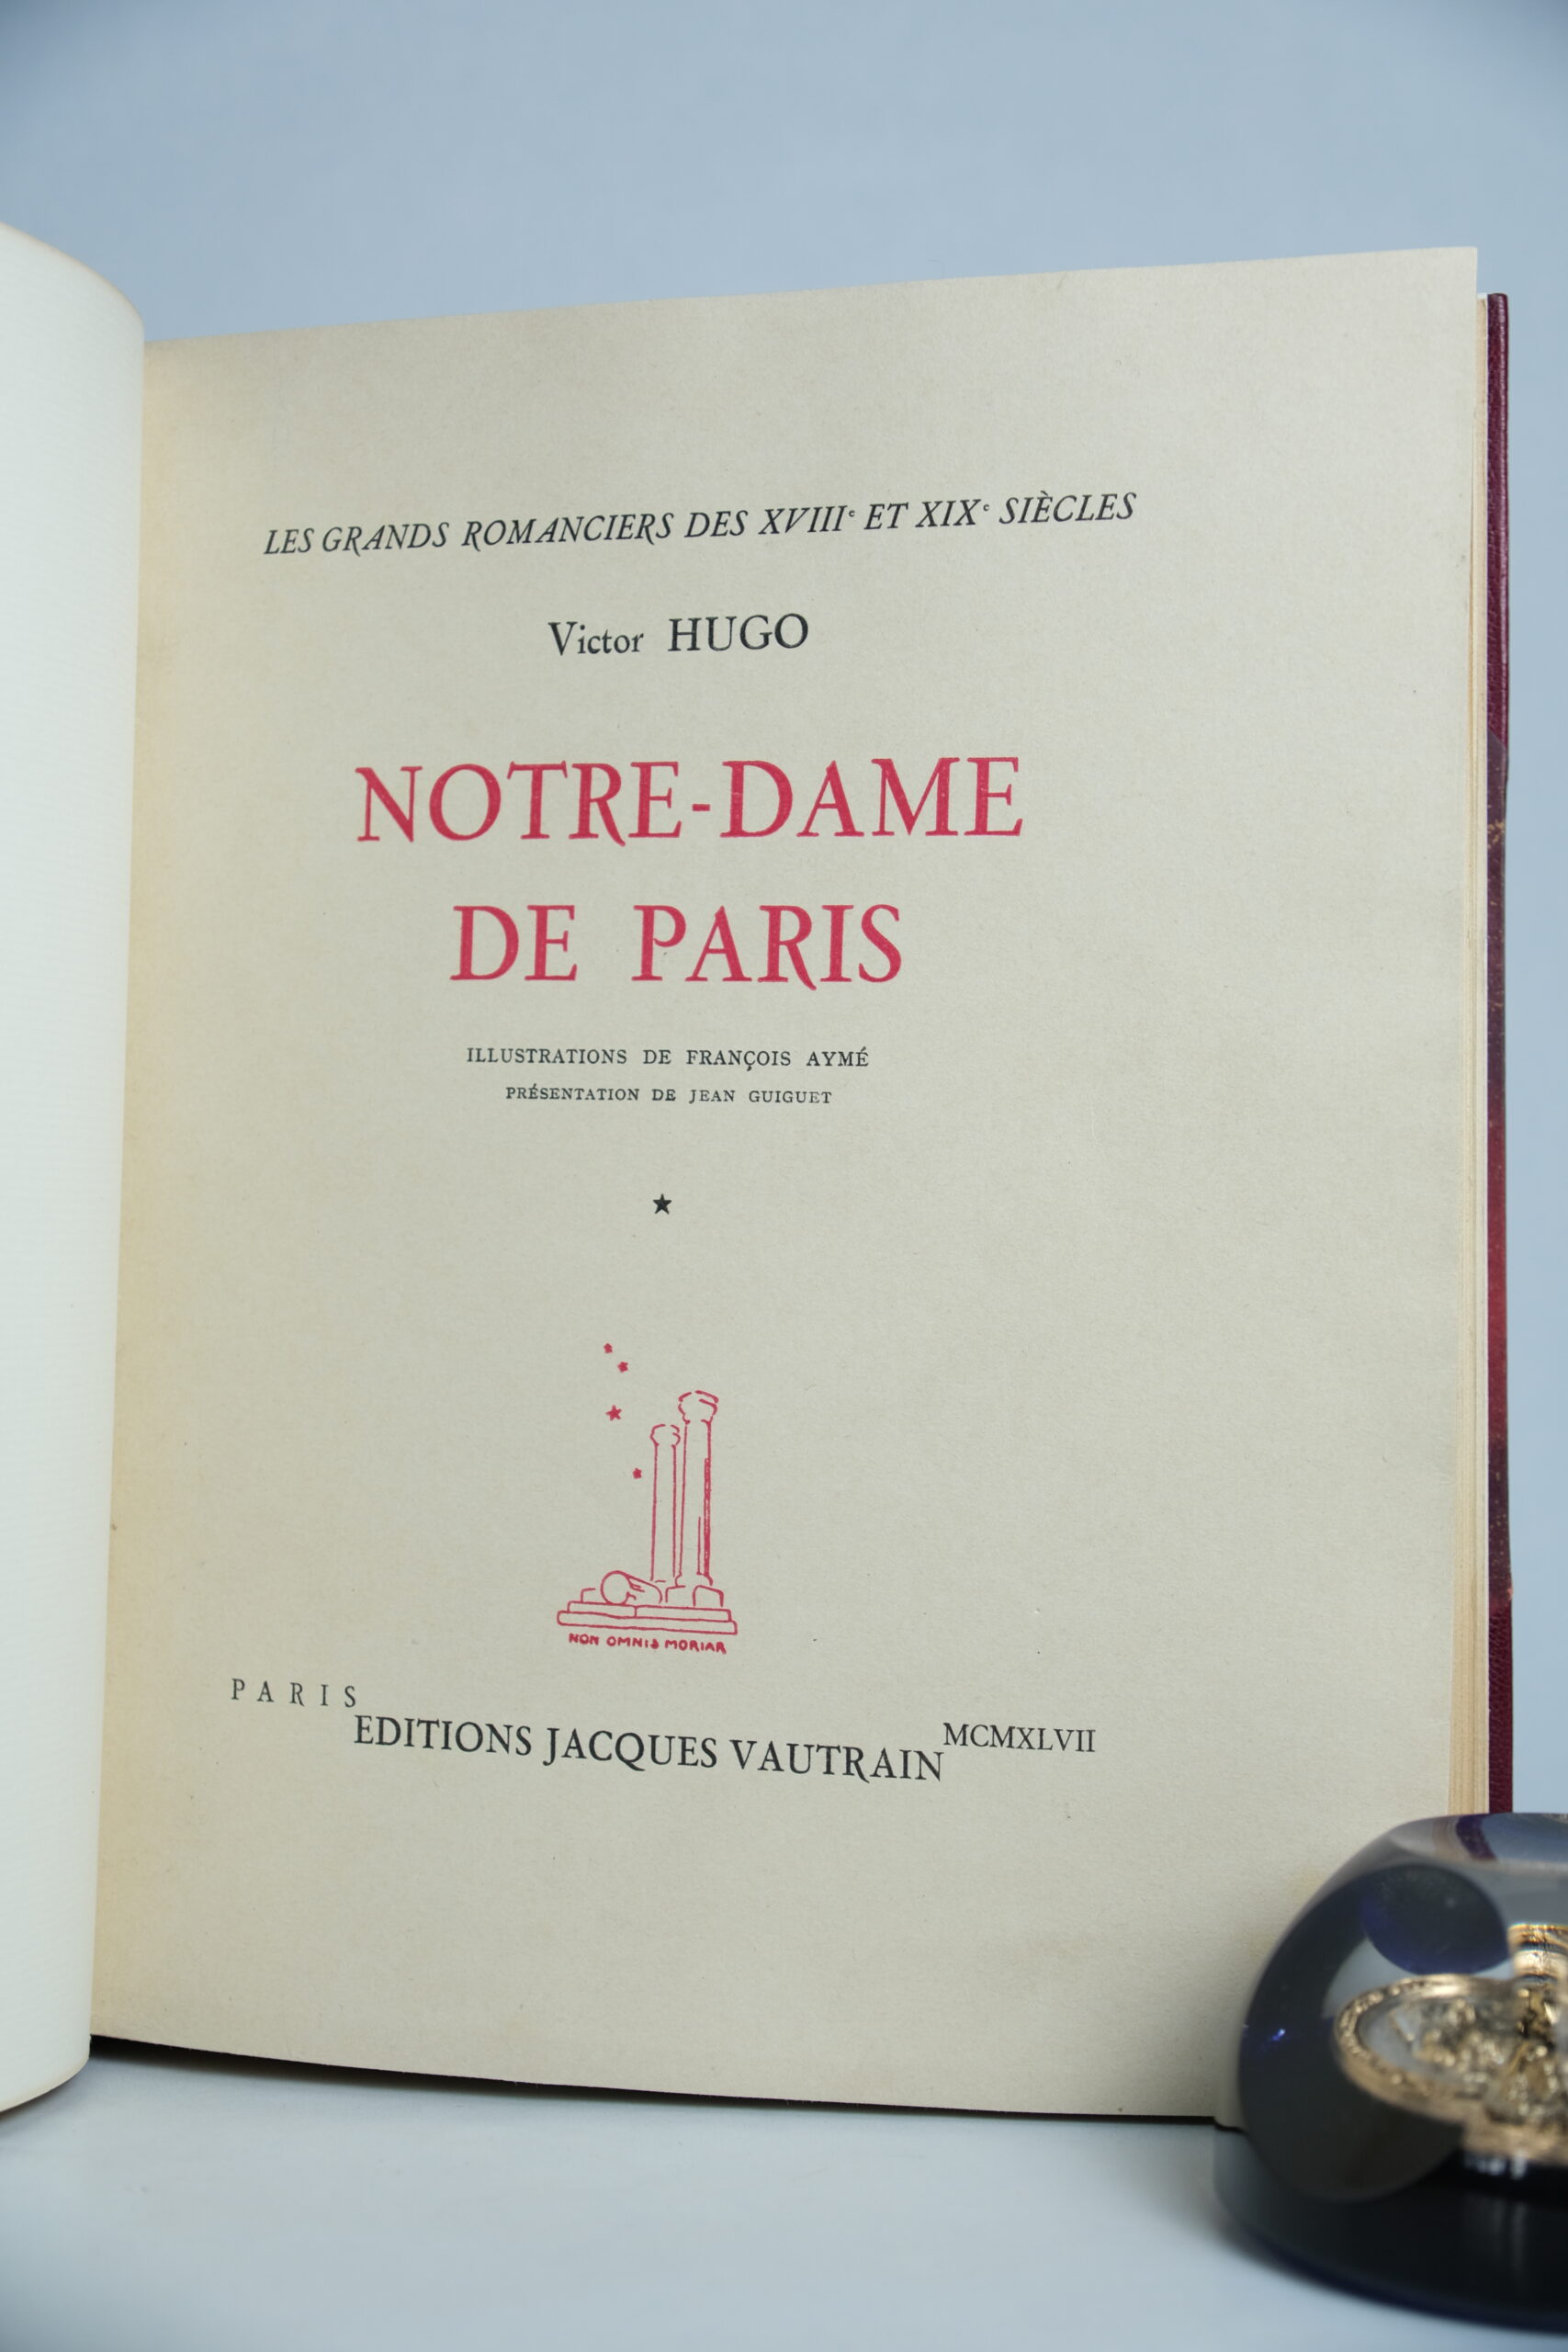 LES GRANDS ROMANCIERS DES XVIIIe ET XIXe SIÈCLES
Victor HUGO
NOTRE-DAME
DE PARIS
ILLUSTRATIONS DE FRANÇOIS AYMÉ
PRÉSENTATION DE JEAN GUIGUET
NON OMNIS MORIAR
PARIS
EDITIONS JACQUES VAUTRAIN
MCMXLVII